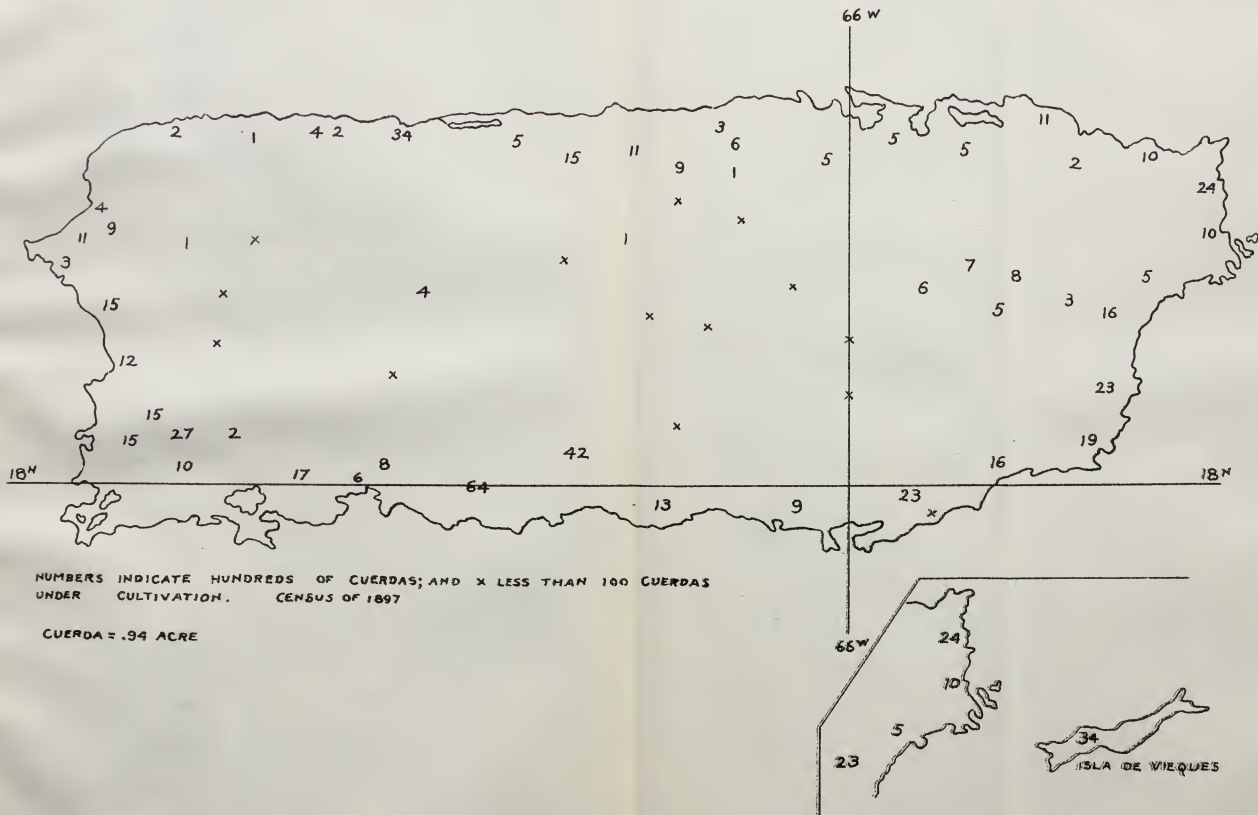 66 W
2 1 4 2 34 5 15 11 3 6 9 1 5 5 5 11 2 10
24
4
9
11
3
1 x x x 1 x 10
7 8 5
15 x 4 x 6 5 3 16
x x x
12 x x 23
15
15 27 2 x 42 19
10 17 6 8 16
18 N 64 18 N
13 9 23 x
NUMBERS INDICATE HUNDREDS OF CUERDAS; AND X LESS THAN 100 CUERDAS
UNDER CULTIVATION. CENSUS OF 1897
CUERDA = .94 ACRE
66 W
24
10
5
23
34
ISLA DE VIEQUES